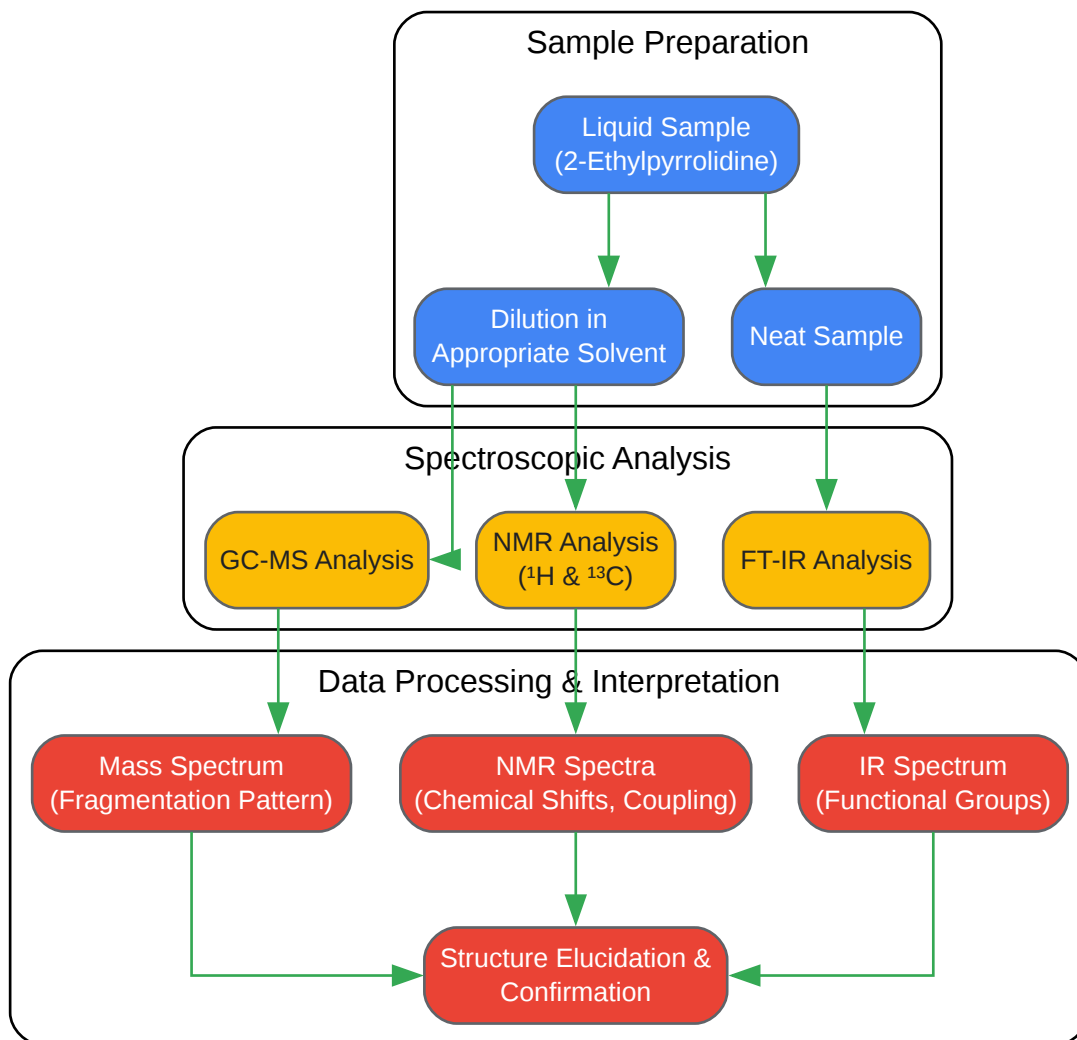 Sample Preparation
Liquid Sample
(2-Ethylpyrrolidine)
Dilution in
Appropriate Solvent
Neat Sample
Spectroscopic Analysis
GC-MS Analysis
NMR Analysis
(¹H & ¹³C)
FT-IR Analysis
Data Processing & Interpretation
Mass Spectrum
(Fragmentation Pattern)
NMR Spectra
(Chemical Shifts, Coupling)
IR Spectrum
(Functional Groups)
Structure Elucidation &
Confirmation